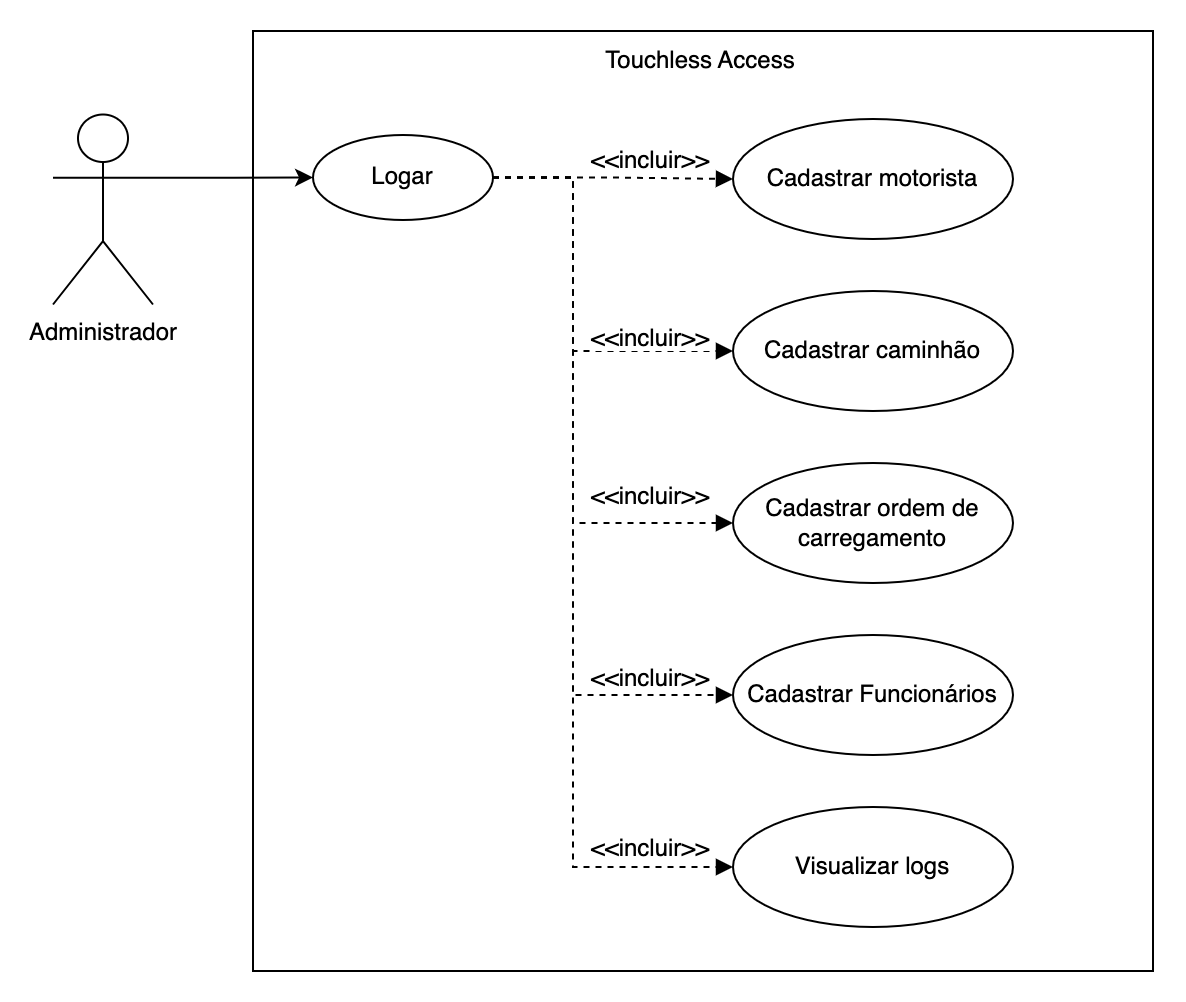 Touchless Access
Logar
<<incluir>>
Cadastrar motorista
Administrador
<<incluir>>
Cadastrar caminhão
<<incluir>>
Cadastrar ordem de
carregamento
<<incluir>>
Cadastrar Funcionários
<<incluir>>
Visualizar logs